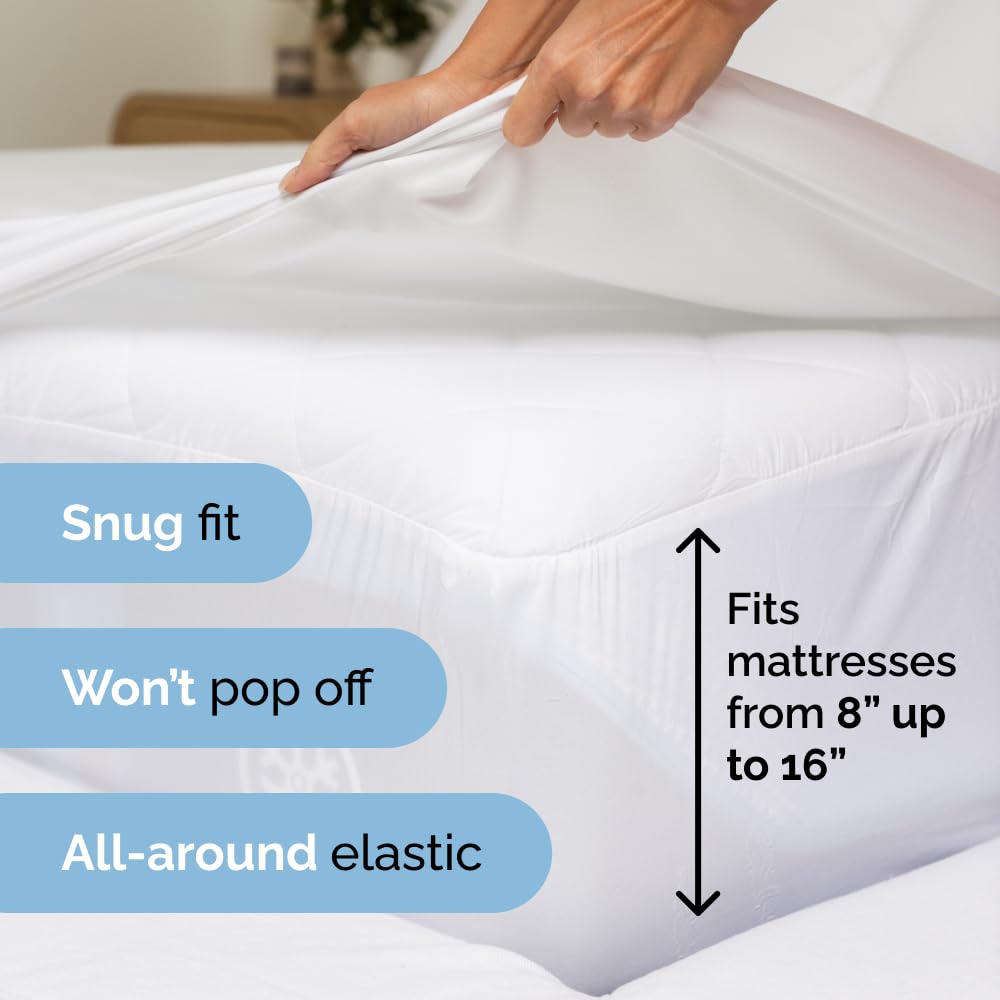 Snug fit
Won’t pop off
All-around elastic
Fits
mattresses
from 8” up
to 16”